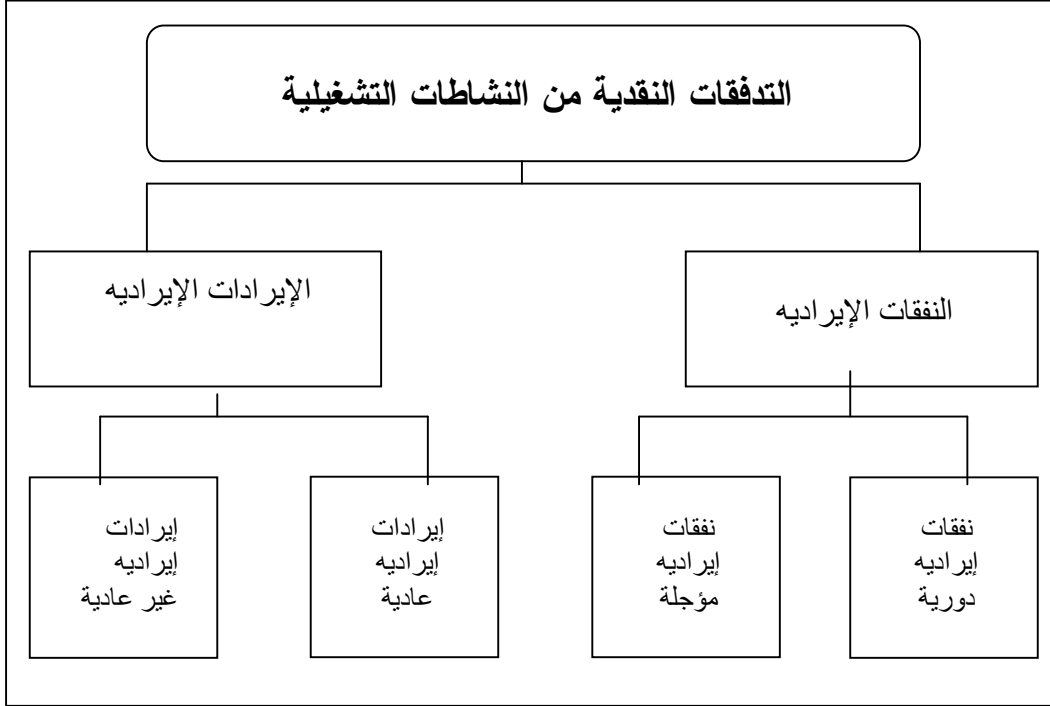 التدفقات النقدية من النشاطات التشغيلية
النفقات الإيراديه
الإيرادات الإيراديه
نفقات
إيراديه
دورية
نفقات
إيراديه
مؤجلة
إيرادات
إيراديه
عادية
إيرادات
إيراديه
غير عادية